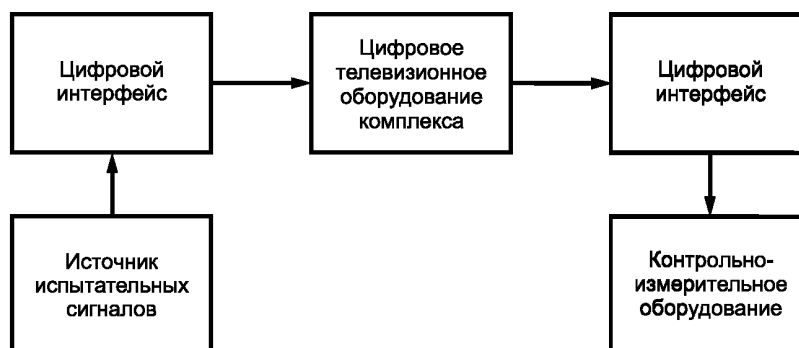 Цифровой
интерфейс
Цифровое
телевизионное
оборудование
комплекса
Цифровой
интерфейс
Источник
испытательных
сигналов
Контрольно-
измерительное
оборудование